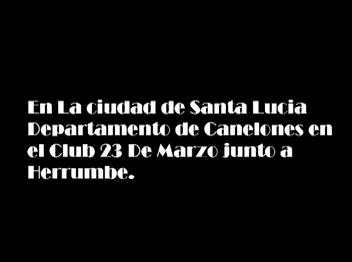 En La ciudad de Santa Lucia
Departamento de Canelones en
el Club 23 De Marzo junto a
Herrumbe.